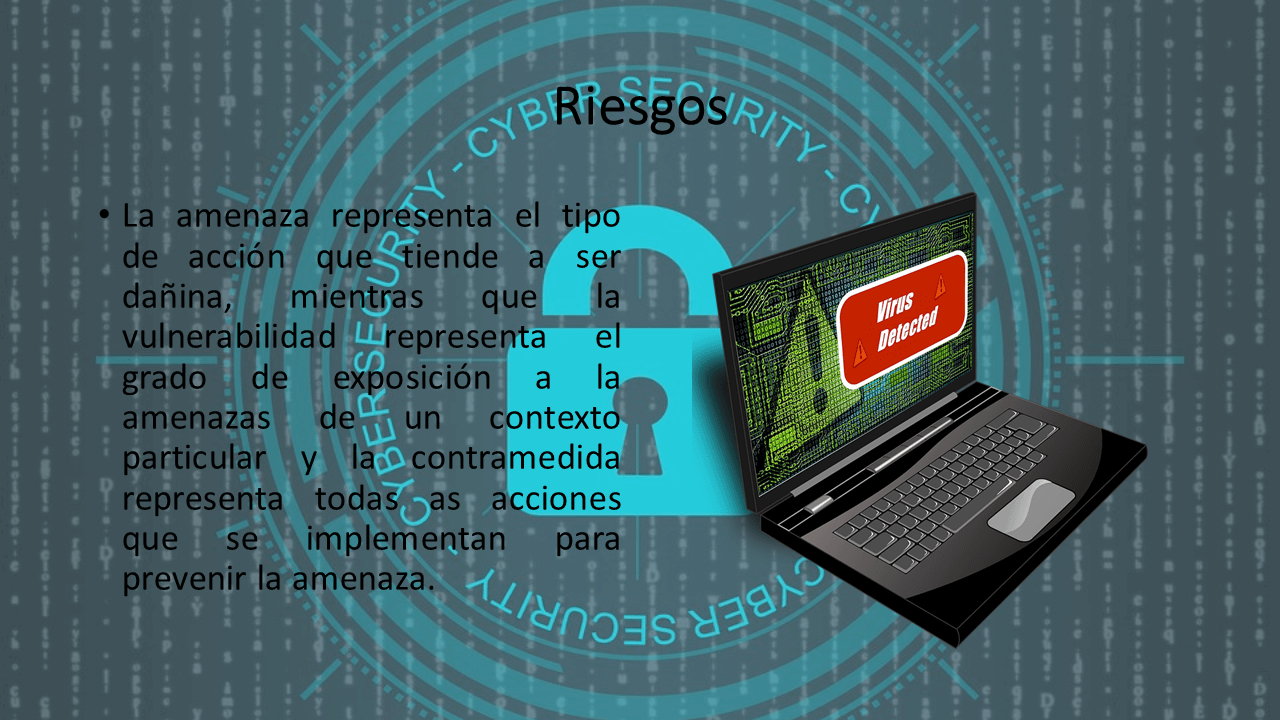 CYBER SECURITY - CYBER SECURITY - CYBERSECURITY -
Riesgos
• La amenaza representa el tipo
de acción que tiende a ser
dañina, mientras que la
vulnerabilidad representa el
grado de exposición a la
amenazas de un contexto
particular y la contramedida
representa todas as acciones
que se implementan para
prevenir la amenaza.
Virus
Detected